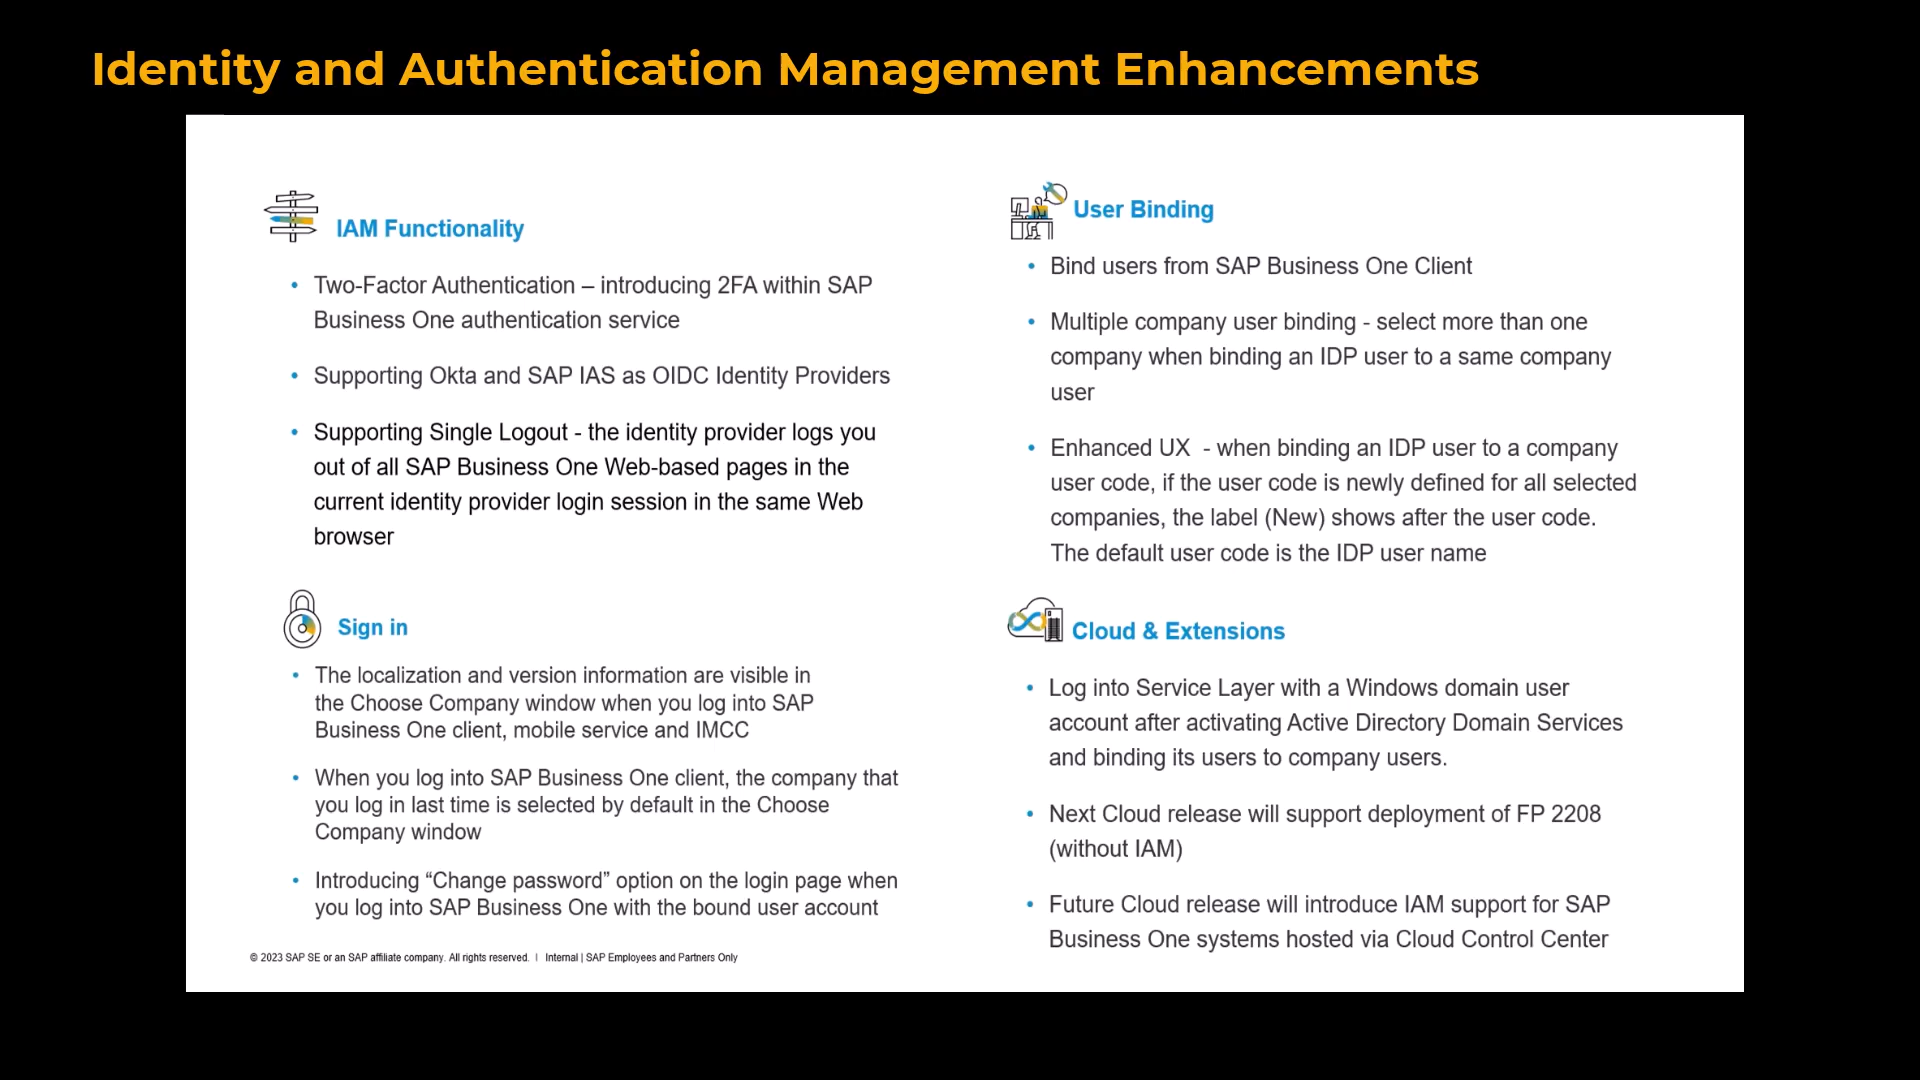 Identity and Authentication Management Enhancements
IAM Functionality
• Two-Factor Authentication – introducing 2FA within SAP
Business One authentication service
• Supporting Okta and SAP IAS as OIDC Identity Providers
• Supporting Single Logout - the identity provider logs you
out of all SAP Business One Web-based pages in the
current identity provider login session in the same Web
browser
Sign in
• The localization and version information are visible in
the Choose Company window when you log into SAP
Business One client, mobile service and IMCC
• When you log into SAP Business One client, the company that
you log in last time is selected by default in the Choose
Company window
• Introducing “Change password” option on the login page when
you log into SAP Business One with the bound user account
User Binding
• Bind users from SAP Business One Client
• Multiple company user binding - select more than one
company when binding an IDP user to a same company
user
• Enhanced UX  - when binding an IDP user to a company
user code, if the user code is newly defined for all selected
companies, the label (New) shows after the user code.
The default user code is the IDP user name
Cloud & Extensions
• Log into Service Layer with a Windows domain user
account after activating Active Directory Domain Services
and binding its users to company users.
• Next Cloud release will support deployment of FP 2208
(without IAM)
• Future Cloud release will introduce IAM support for SAP
Business One systems hosted via Cloud Control Center
© 2023 SAP SE or an SAP affiliate company. All rights reserved. | Internal | SAP Employees and Partners Only